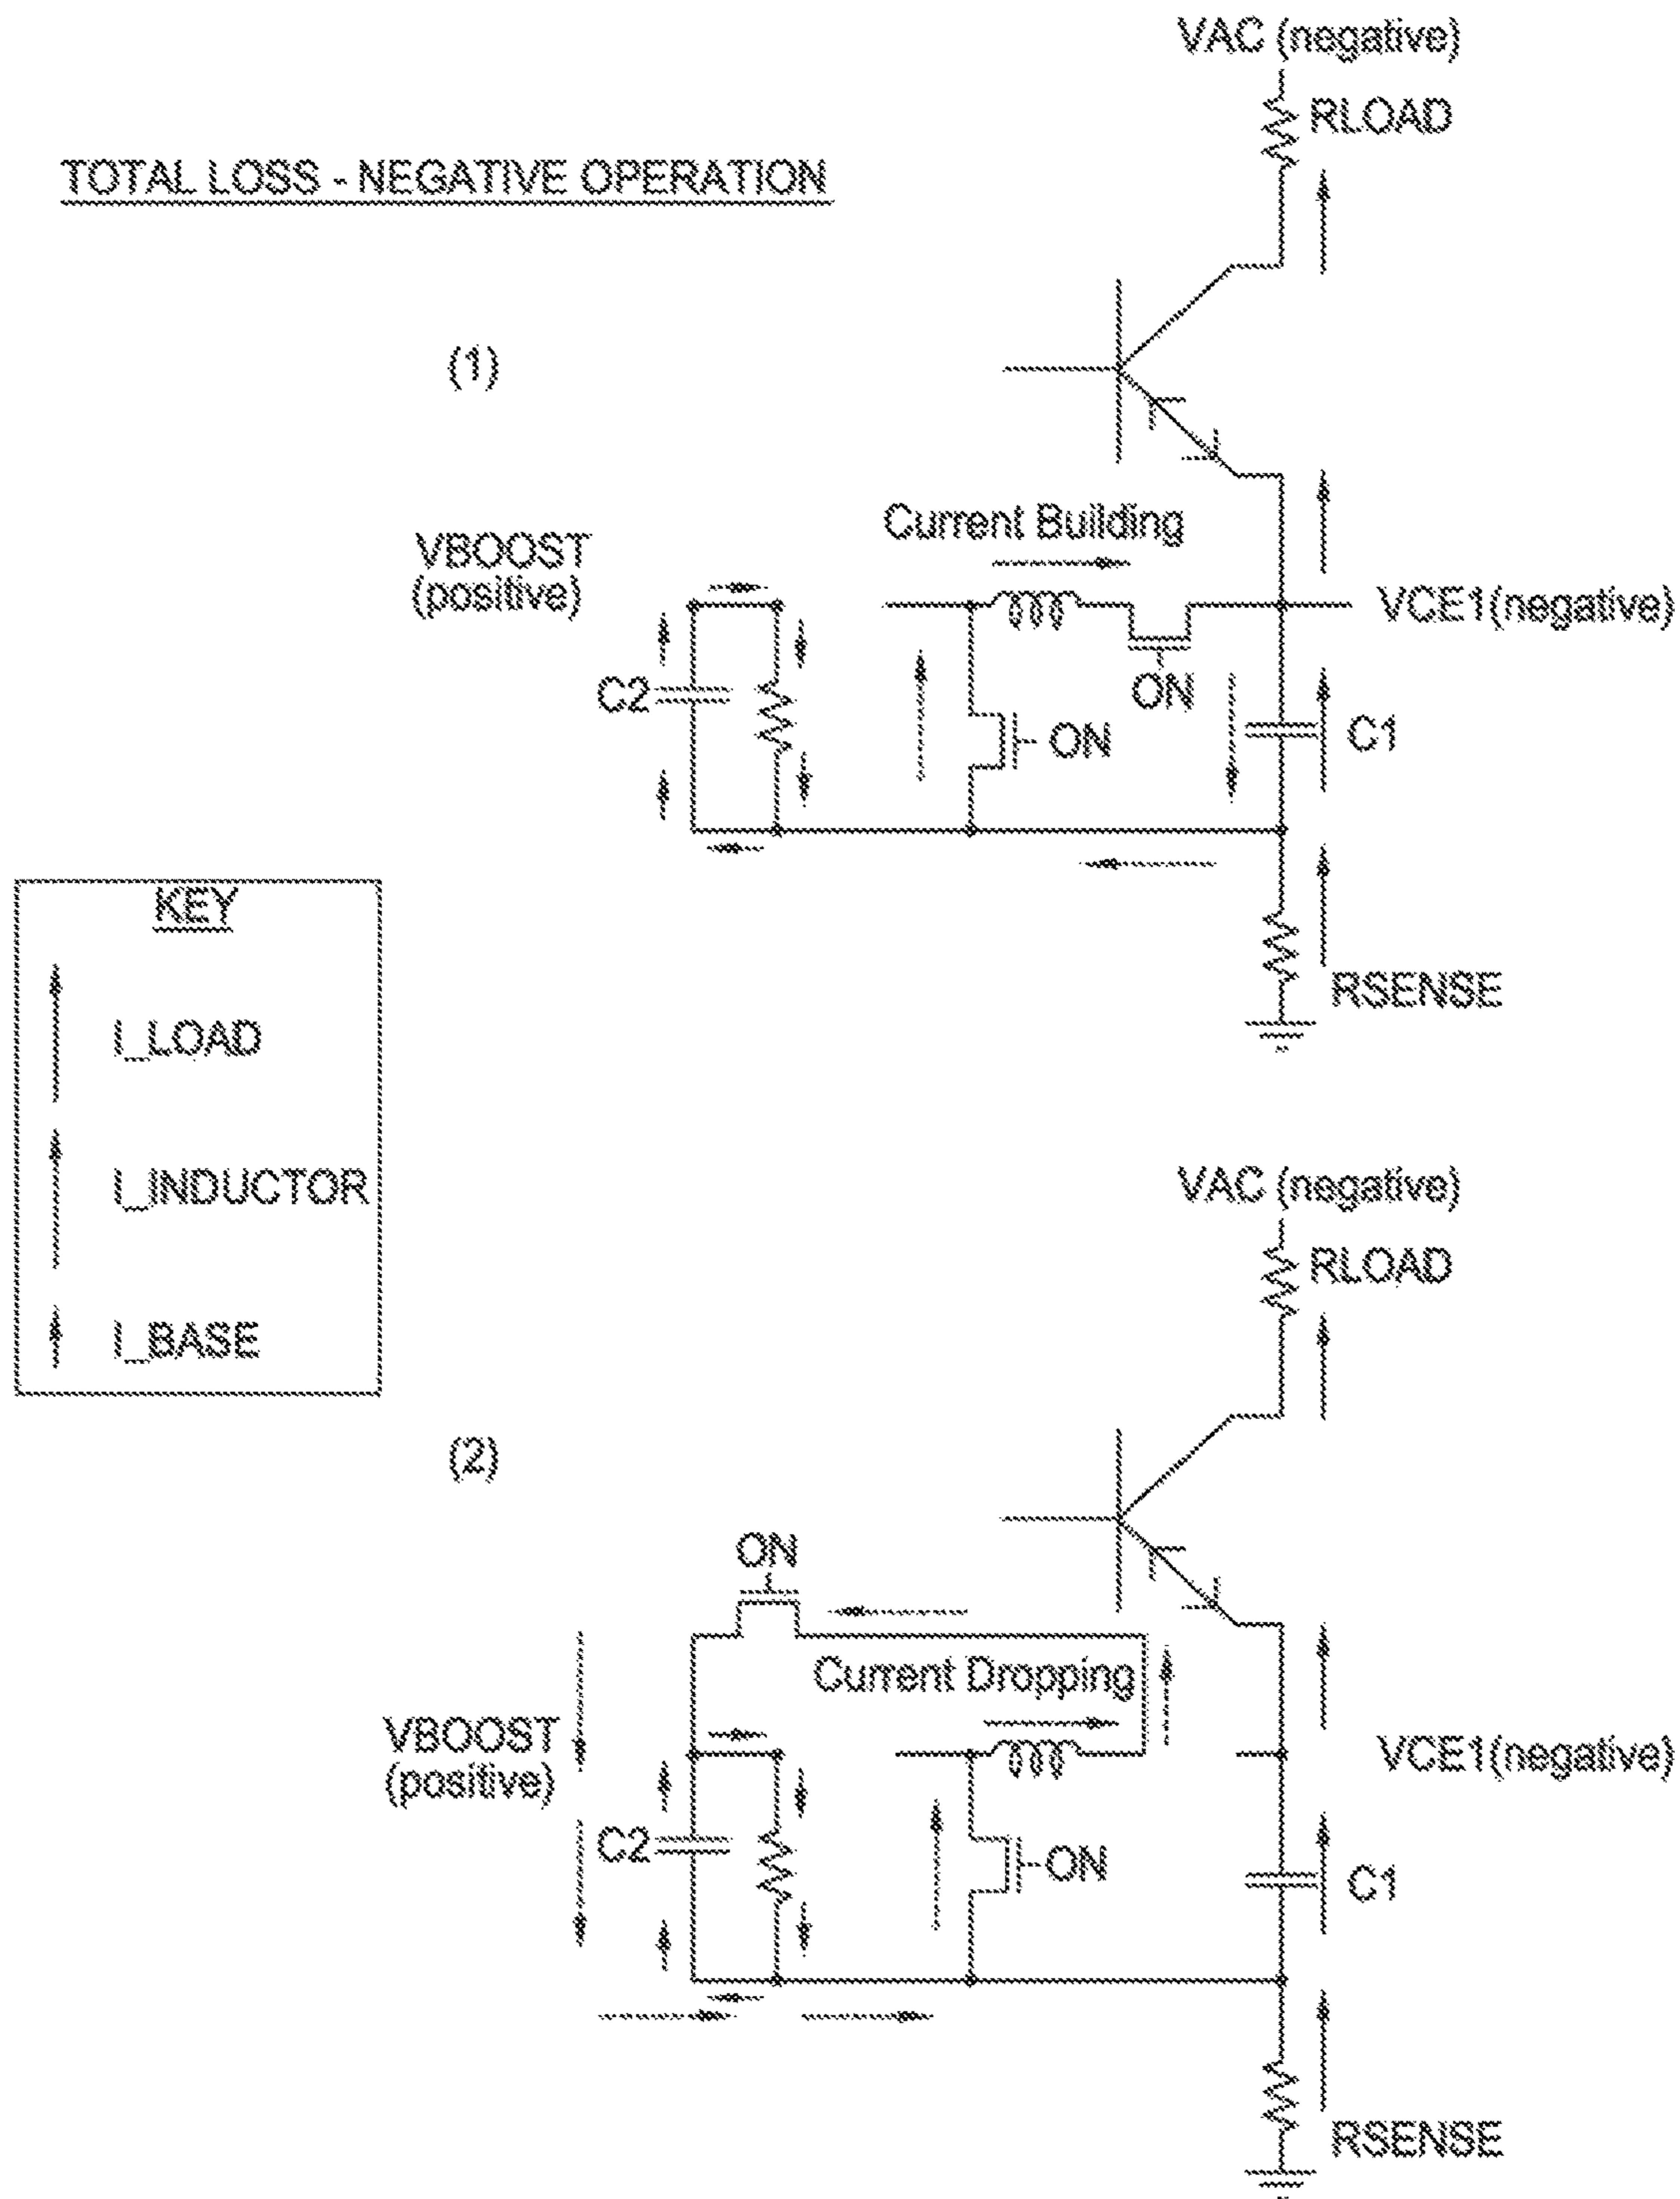 VAC (negative)
RLOAD
TOTAL LOSS - NEGATIVE OPERATION
(1)
Current Building
VBOOST
(positive)
VCE1(negative)
C2
ON
ON
C1
KEY
RSENSE
I_LOAD
I_INDUCTOR
I_BASE
VAC (negative)
RLOAD
(2)
ON
Current Dropping
VBOOST
(positive)
VCE1(negative)
C2
ON
C1
RSENSE